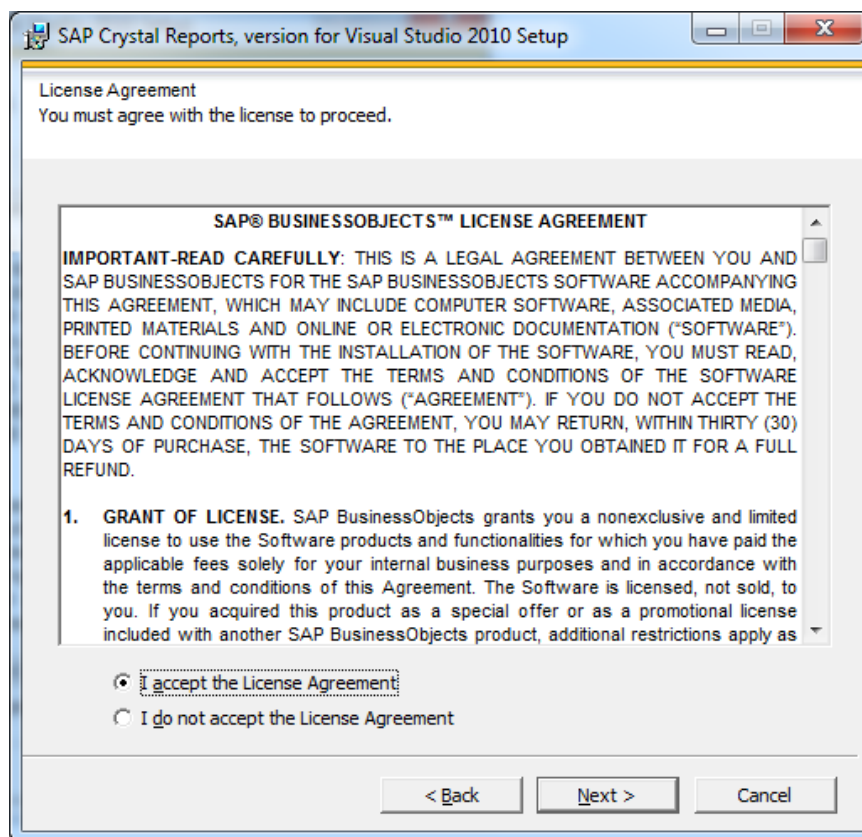 SAP Crystal Reports, version for Visual Studio 2010 Setup
License Agreement
You must agree with the license to proceed.
SAP® BUSINESSOBJECTS™ LICENSE AGREEMENT
IMPORTANT-READ CAREFULLY: THIS IS A LEGAL AGREEMENT BETWEEN YOU AND
SAP BUSINESSOBJECTS FOR THE SAP BUSINESSOBJECTS SOFTWARE ACCOMPANYING
THIS AGREEMENT, WHICH MAY INCLUDE COMPUTER SOFTWARE, ASSOCIATED MEDIA,
PRINTED MATERIALS AND ONLINE OR ELECTRONIC DOCUMENTATION (“SOFTWARE”).
BEFORE CONTINUING WITH THE INSTALLATION OF THE SOFTWARE, YOU MUST READ,
ACKNOWLEDGE AND ACCEPT THE TERMS AND CONDITIONS OF THE SOFTWARE
LICENSE AGREEMENT THAT FOLLOWS (“AGREEMENT”). IF YOU DO NOT ACCEPT THE
TERMS AND CONDITIONS OF THE AGREEMENT, YOU MAY RETURN, WITHIN THIRTY (30)
DAYS OF PURCHASE, THE SOFTWARE TO THE PLACE YOU OBTAINED IT FOR A FULL
REFUND.
1. GRANT OF LICENSE. SAP BusinessObjects grants you a nonexclusive and limited
license to use the Software products and functionalities for which you have paid the
applicable fees solely for your internal business purposes and in accordance with
the terms and conditions of this Agreement. The Software is licensed, not sold, to
you. If you acquired this product as a special offer or as a promotional license
included with another SAP BusinessObjects product, additional restrictions apply as
I accept the License Agreement
I do not accept the License Agreement
< Back
Next >
Cancel